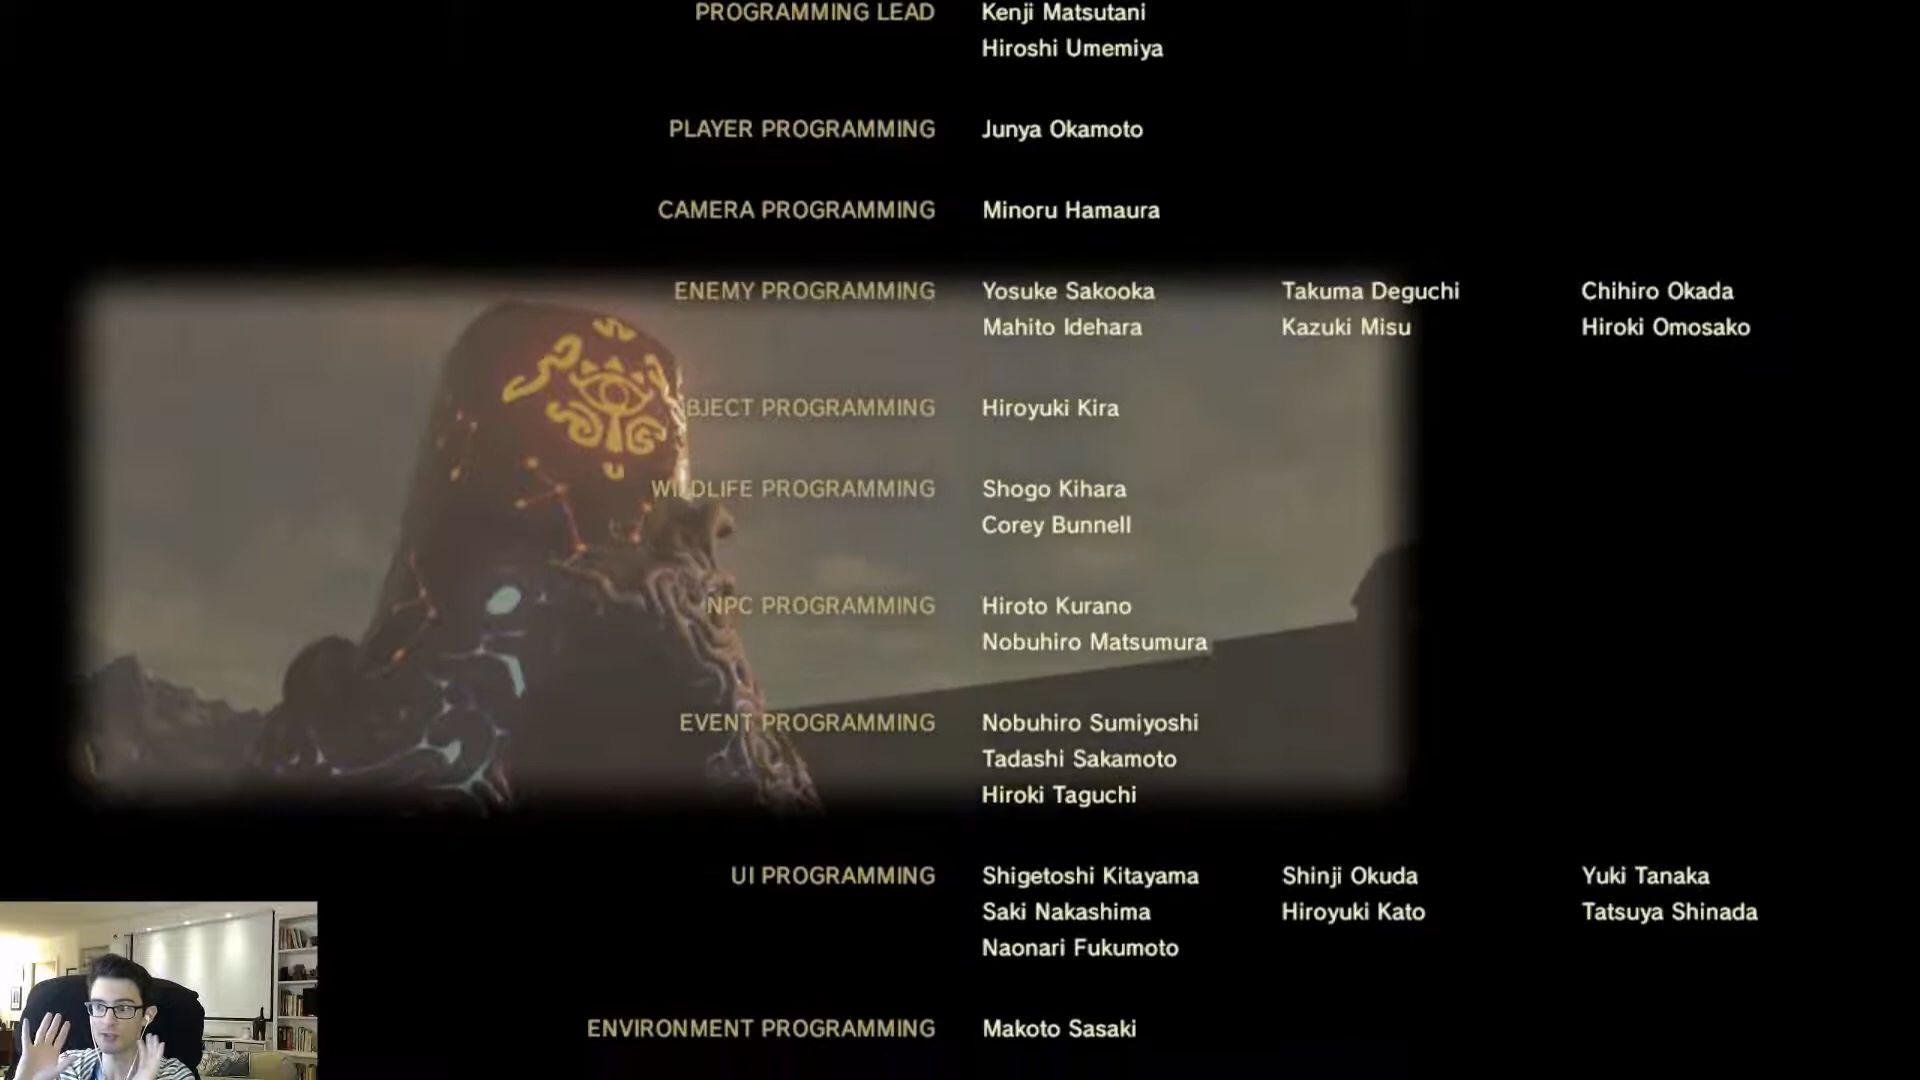 PROGRAMMING LEAD Kenji Matsutani
Hiroshi Umemiya
PLAYER PROGRAMMING Junya Okamoto
CAMERA PROGRAMMING Minoru Hamaura
ENEMY PROGRAMMING Yosuke Sakooka Takuma Deguchi Chihiro Okada
Mahito Idehara Kazuki Misu Hiroki Omosako
BJECT PROGRAMMING Hiroyuki Kira
WILDLIFE PROGRAMMING Shogo Kihara
Corey Bunnell
NPC PROGRAMMING Hiroto Kurano
Nobuhiro Matsumura
EVENT PROGRAMMING Nobuhiro Sumiyoshi
Tadashi Sakamoto
Hiroki Taguchi
UI PROGRAMMING Shigetoshi Kitayama Shinji Okuda Yuki Tanaka
Saki Nakashima Hiroyuki Kato Tatsuya Shinada
Naonari Fukumoto
ENVIRONMENT PROGRAMMING Makoto Sasaki